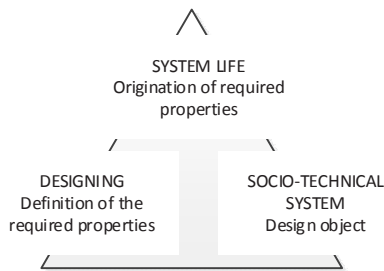 SYSTEM LIFE
Origination of required
properties
DESIGNING
Definition of the
required properties
SOCIO-TECHNICAL
SYSTEM
Design object